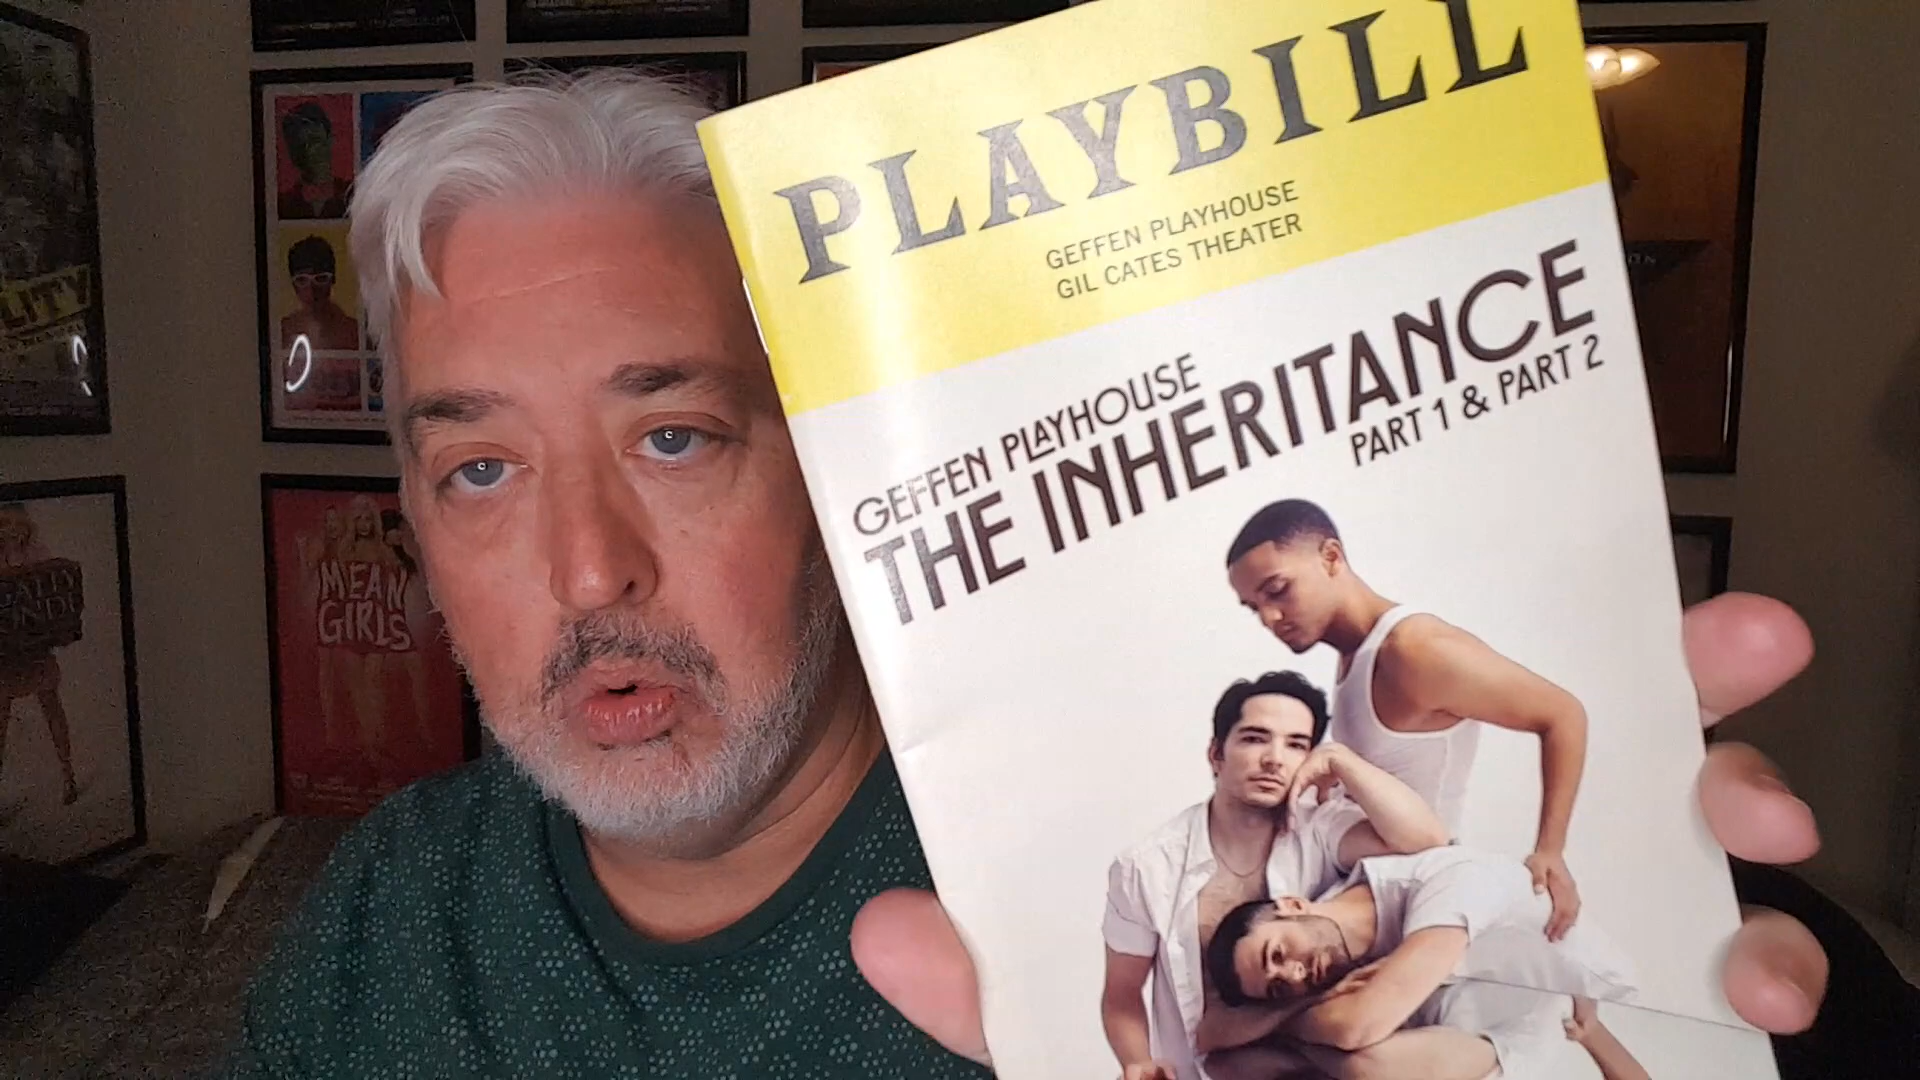 PLAYBILL
GEFFEN PLAYHOUSE
GIL CATES THEATER
GEFFEN PLAYHOUSE
THE INHERITANCE
PART 1 & PART 2
MEAN
GIRLS